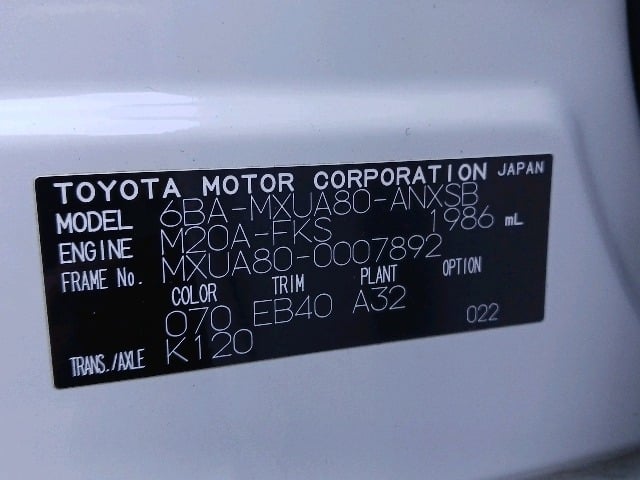 TOYOTA MOTOR CORPORATION JAPAN
MODEL 6BA-MXUA80-ANXSB
ENGINE M20A-FKS 1986 mL
FRAME No. MXUA80-0007892
COLOR TRIM PLANT OPTION
070 EB40 A32 022
TRANS./AXLE K120